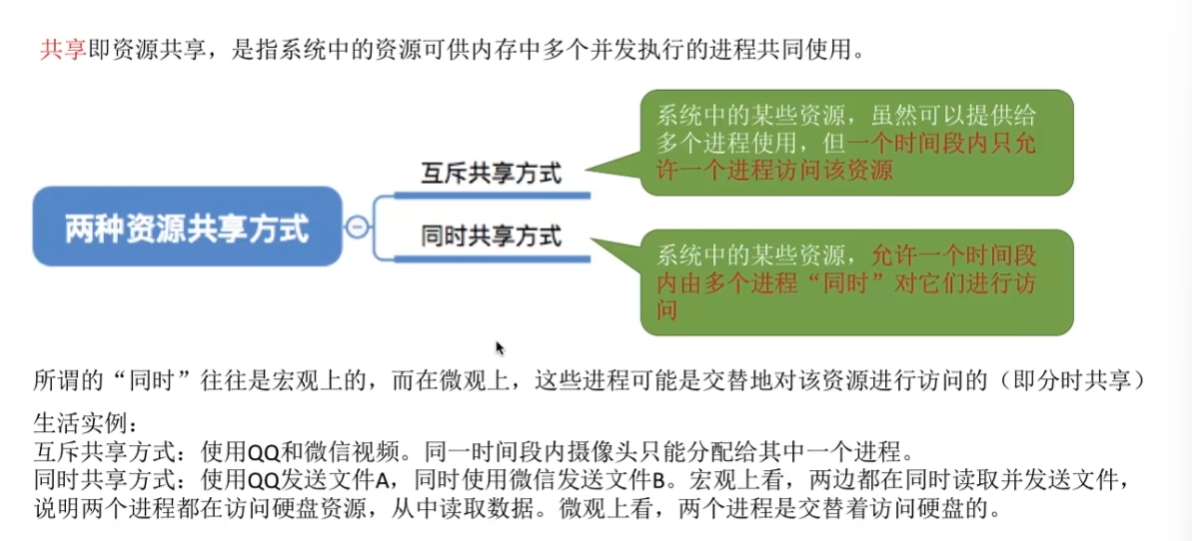 共享即资源共享，是指系统中的资源可供内存中多个并发执行的进程共同使用。
系统中的某些资源，虽然可以提供给
多个进程使用，但一个时间段内只允
许一个进程访问该资源
互斥共享方式
两种资源共享方式
同时共享方式
系统中的某些资源，允许一个时间段
内由多个进程“同时”对它们进行访
问
所谓的“同时”往往是宏观上的，而在微观上，这些进程可能是交替地对该资源进行访问的（即分时共享）
生活实例：
互斥共享方式：使用QQ和微信视频。同一时间段内摄像头只能分配给其中一个进程。
同时共享方式：使用QQ发送文件A，同时使用微信发送文件B。宏观上看，两边都在同时读取并发送文件，
说明两个进程都在访问硬盘资源，从中读取数据。微观上看，两个进程是交替着访问硬盘的。